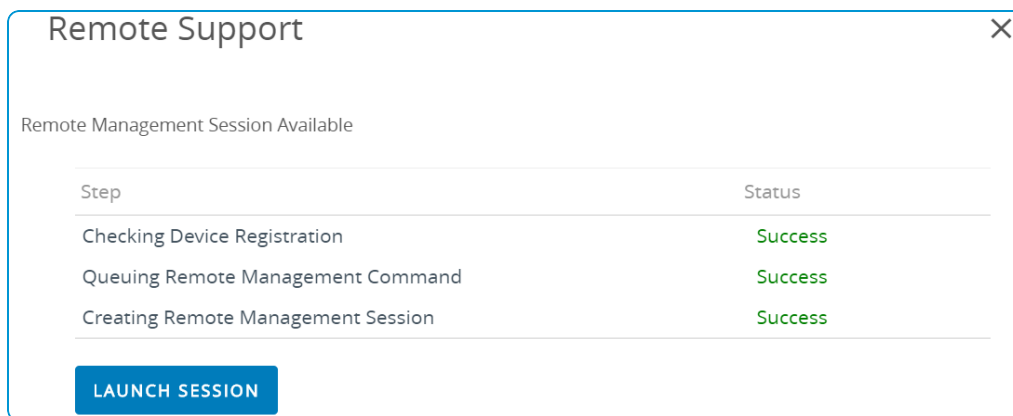 Remote Support
Remote Management Session Available
Step Status
Checking Device Registration Success
Queuing Remote Management Command Success
Creating Remote Management Session Success
LAUNCH SESSION